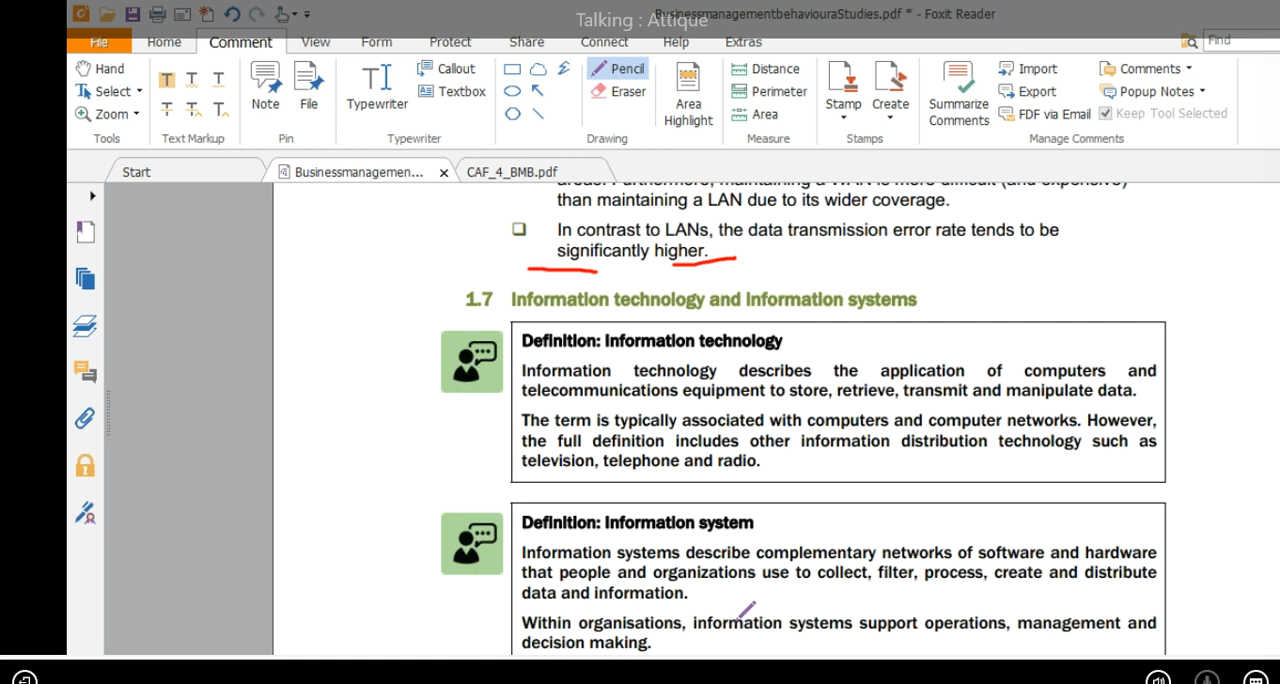 Talking : Attique
BusinessmanagementbehaviouraStudies.pdf * - Foxit Reader
File Home Comment View Form Protect Share Connect Help Extras Find
Hand
Select
Zoom
Tools
Text Markup
Note
File
Pin
Typewriter
Callout
Textbox
Typewriter
Pencil
Eraser
Area
Highlight
Drawing
Distance
Perimeter
Area
Measure
Stamp
Create
Stamps
Summarize
Comments
Import
Export
FDF via Email
Comments
Popup Notes
Keep Tool Selected
Manage Comments
Start
Businessmanagemen...
CAF_4_BMB.pdf
areas. Furthermore, maintaining a WAN is more difficult (and expensive)
than maintaining a LAN due to its wider coverage.
In contrast to LANs, the data transmission error rate tends to be
significantly higher.
1.7 Information technology and information systems
Definition: Information technology
Information technology describes the application of computers and
telecommunications equipment to store, retrieve, transmit and manipulate data.
The term is typically associated with computers and computer networks. However,
the full definition includes other information distribution technology such as
television, telephone and radio.
Definition: Information system
Information systems describe complementary networks of software and hardware
that people and organizations use to collect, filter, process, create and distribute
data and information.
Within organisations, information systems support operations, management and
decision making.